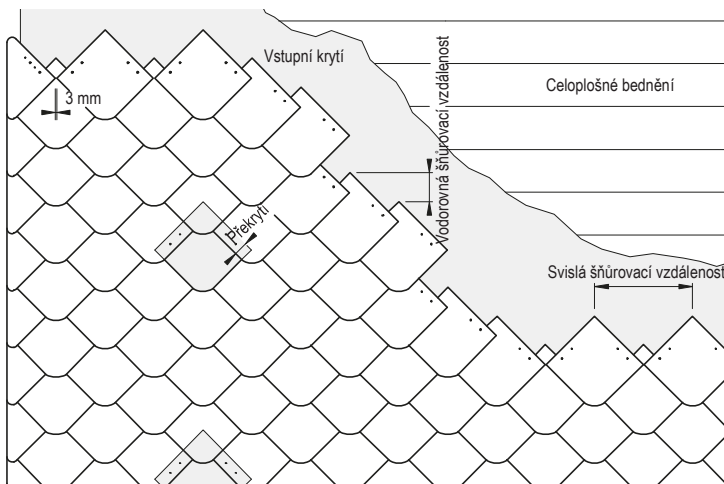 Vstupní krytí
Celoplošné bednění
3 mm
Vodorovná šňůrovací vzdálenost
Překrytí
Svislá šňůrovací vzdálenost